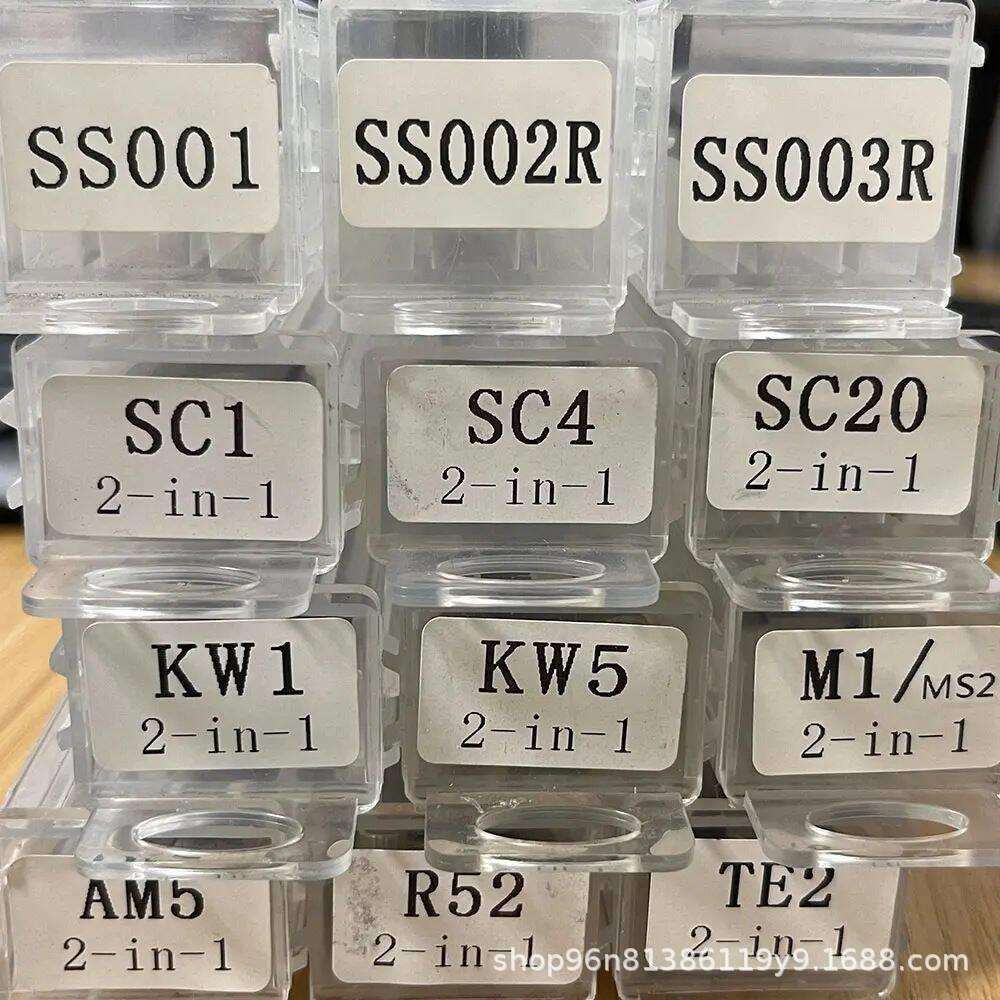 SS001
SS002R
SS003R
SC1
2-in-1
SC4
2-in-1
SC20
2-in-1
KW1
2-in-1
KW5
2-in-1
M1/MS2
2-in-1
AM5
2-in-1
R52
2-in-1
TE2
2-in-1
shop96n81386119y9.1688.com